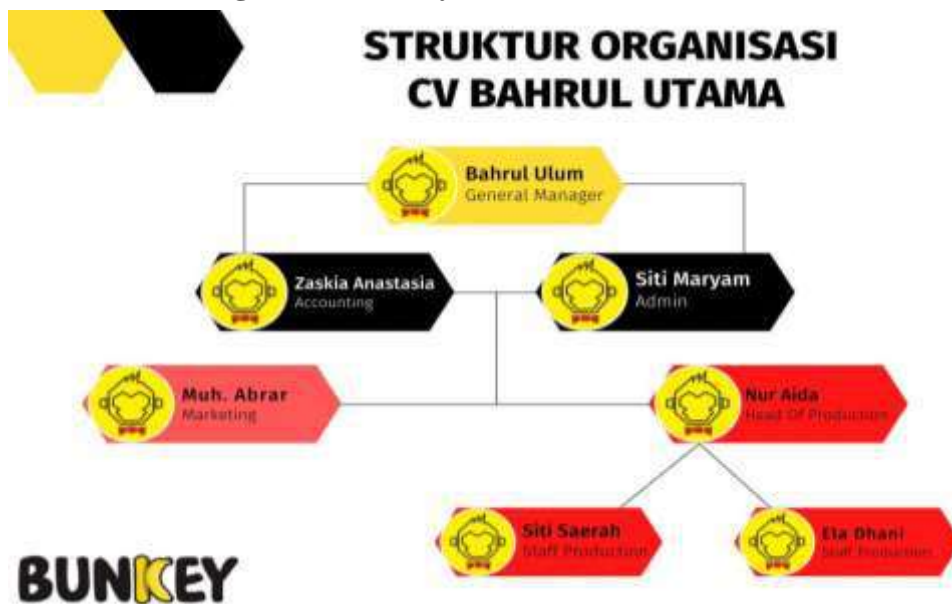 STRUKTUR ORGANISASI
CV BAHRUL UTAMA
Bahrul Ulum
General Manager
Zaskia Anastasia
Accounting
Siti Maryam
Admin
Muh. Abrar
Marketing
Nur Aida
Head Of Production
Siti Saerah
Staff Production
Ela Dhani
Staff Production
BUNKEY